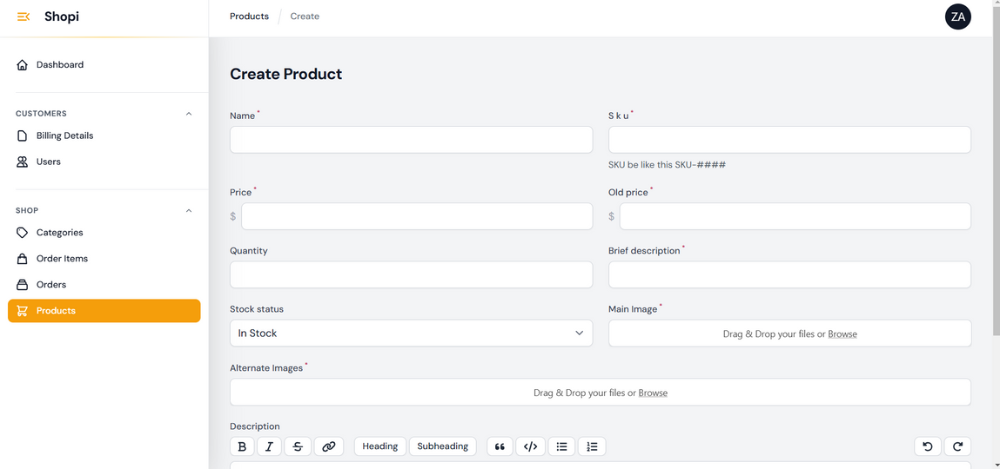 Shopi
Products / Create
ZA
Dashboard
CUSTOMERS
Billing Details
Users
SHOP
Categories
Order Items
Orders
Products
Create Product
Name *
S k u *
SKU be like this SKU-####
Price *
Old price *
$
$
Quantity
Brief description *
Stock status
Main Image *
In Stock
Drag & Drop your files or Browse
Alternate Images *
Drag & Drop your files or Browse
Description
B I S Heading Subheading